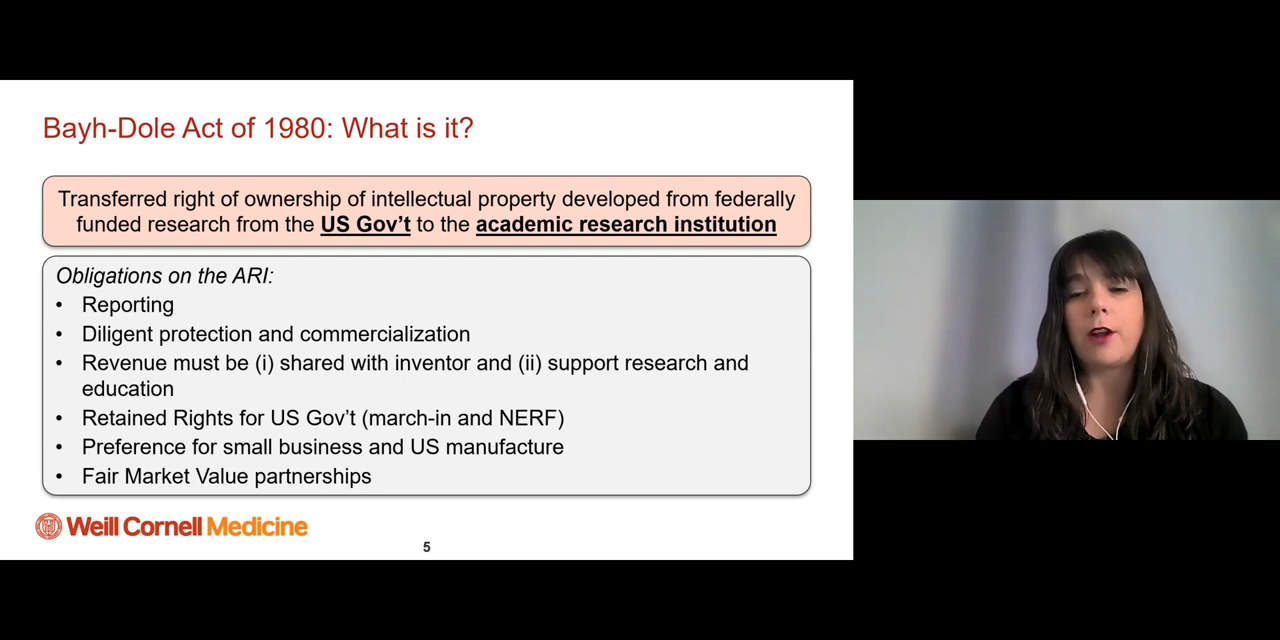 Bayh-Dole Act of 1980: What is it?
Transferred right of ownership of intellectual property developed from federally
funded research from the US Gov’t to the academic research institution
Obligations on the ARI:
• Reporting
• Diligent protection and commercialization
• Revenue must be (i) shared with inventor and (ii) support research and
education
• Retained Rights for US Gov’t (march-in and NERF)
• Preference for small business and US manufacture
• Fair Market Value partnerships
Weill Cornell Medicine
5